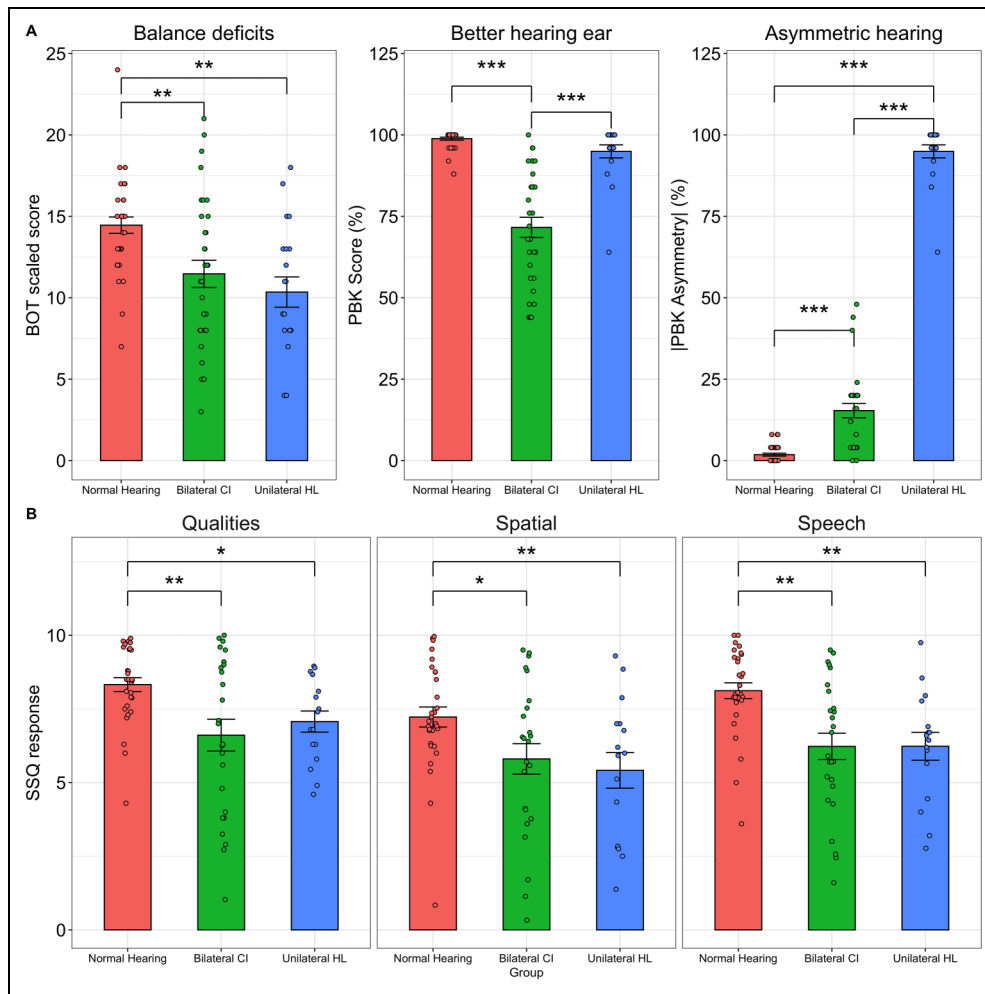 A
Balance deficits
Better hearing ear
Asymmetric hearing
BOT scaled score
25
20
15
10
5
0
**
**
Normal Hearing
Bilateral CI
Unilateral HL
PBK Score (%)
125
100
75
50
25
0
***
***
Normal Hearing
Bilateral CI
Unilateral HL
|PBK Asymmetry| (%)
125
100
75
50
25
0
***
***
***
Normal Hearing
Bilateral CI
Unilateral HL
B
Qualities
Spatial
Speech
SSQ response
10
5
0
*
**
**
*
**
**
Normal Hearing
Bilateral CI
Unilateral HL
Normal Hearing
Bilateral CI
Unilateral HL
Normal Hearing
Bilateral CI
Unilateral HL
Group